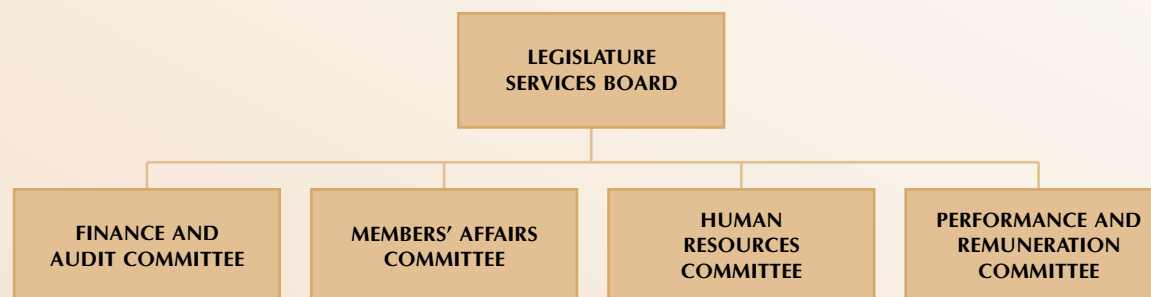 LEGISLATURE
SERVICES BOARD
FINANCE AND
AUDIT COMMITTEE
MEMBERS’ AFFAIRS
COMMITTEE
HUMAN
RESOURCES
COMMITTEE
PERFORMANCE AND
REMUNERATION
COMMITTEE